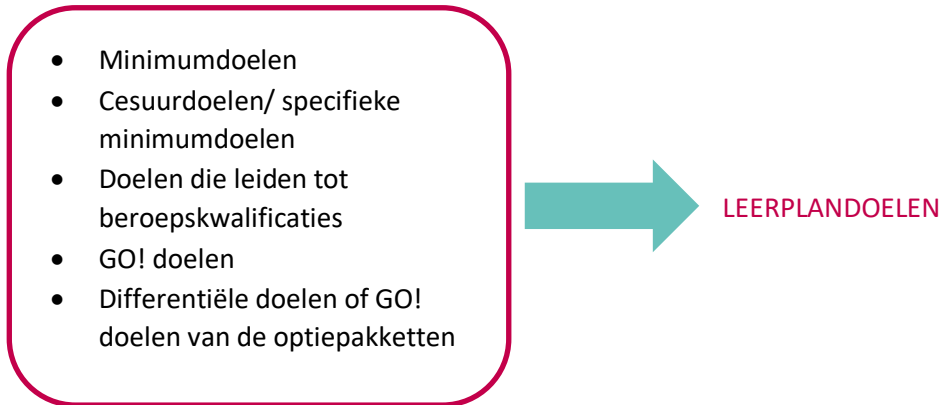 • Minimumdoelen
• Cesuurdoelen/ specifieke
minimumdoelen
• Doelen die leiden tot
beroepskwalificaties
• GO! doelen
• Differentiële doelen of GO!
doelen van de optiepakketten
LEERPLANDOELEN